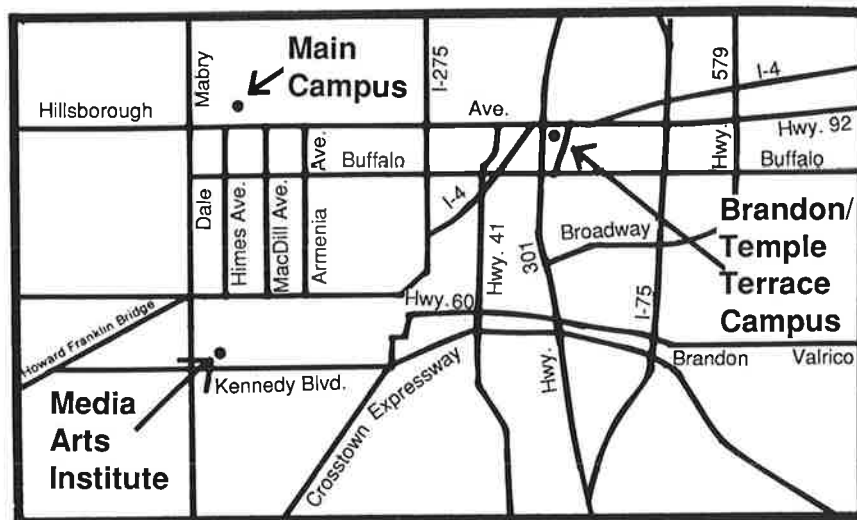 Main
Campus
Mabry
I-275
579
I-4
Hillsborough
Ave.
Hwy. 92
Ave.
Buffalo
Hwy.
Buffalo
I-4
Dale
Himes Ave.
MacDill Ave.
Armenia
Hwy. 41
301
Broadway
Brandon/
Temple
Terrace
Campus
I-75
Hwy. 60
Howard Franklin Bridge
Hwy.
Brandon
Valrico
Kennedy Blvd.
Crosstown Expressway
Media
Arts
Institute